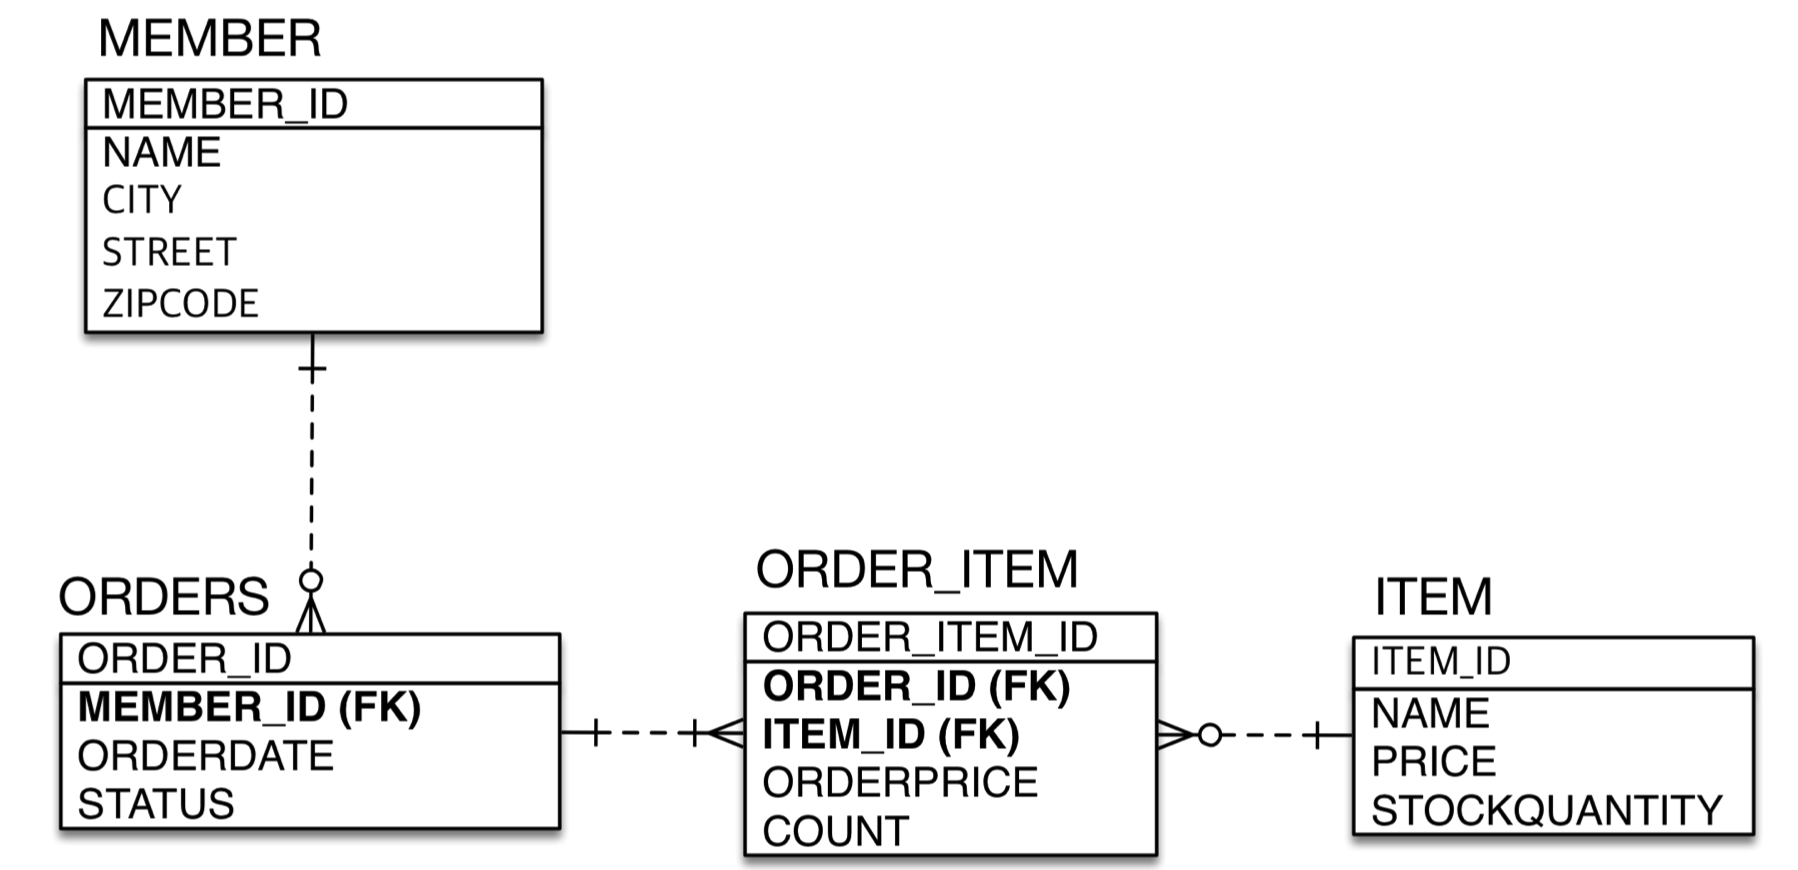 MEMBER
MEMBER_ID
NAME
CITY
STREET
ZIPCODE
ORDERS
ORDER_ID
MEMBER_ID (FK)
ORDERDATE
STATUS
ORDER_ITEM
ORDER_ITEM_ID
ORDER_ID (FK)
ITEM_ID (FK)
ORDERPRICE
COUNT
ITEM
ITEM_ID
NAME
PRICE
STOCKQUANTITY